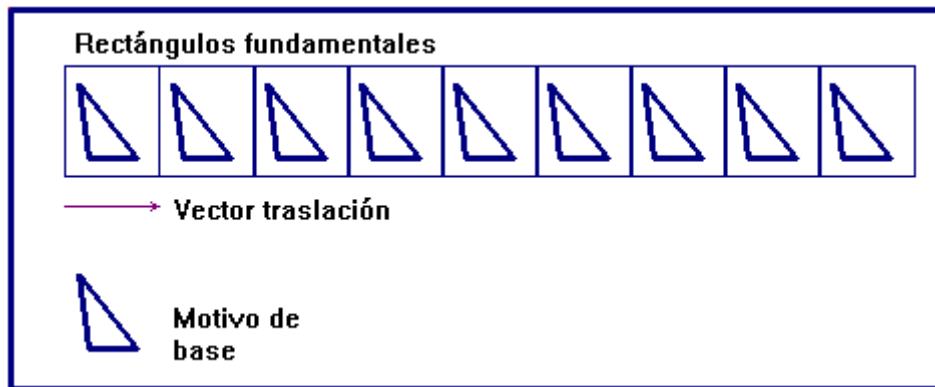 Rectángulos fundamentales
Vector traslación
Motivo de
base